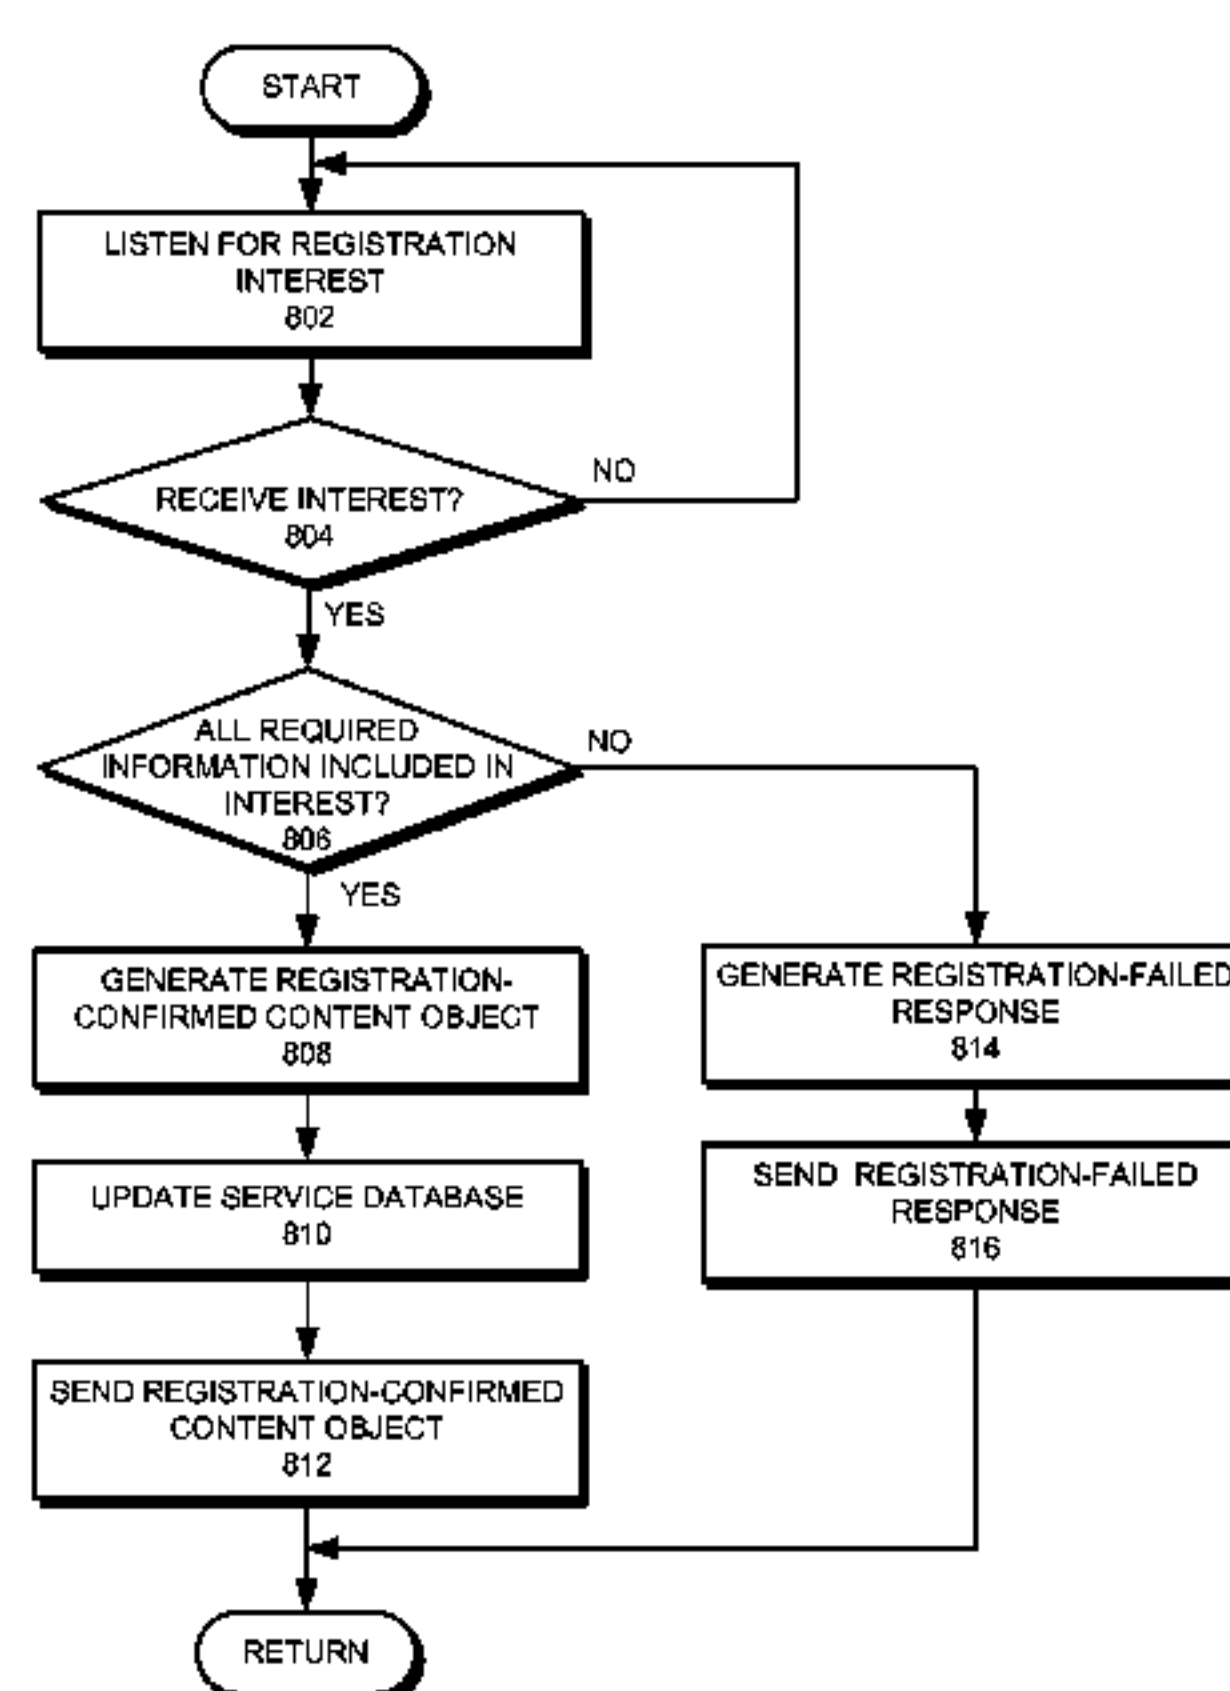 START
LISTEN FOR REGISTRATION
INTEREST
802
RECEIVE INTEREST?
804
NO
YES
ALL REQUIRED
INFORMATION INCLUDED IN
INTEREST?
806
NO
YES
GENERATE REGISTRATION-
CONFIRMED CONTENT OBJECT
808
GENERATE REGISTRATION-FAILED
RESPONSE
814
UPDATE SERVICE DATABASE
810
SEND REGISTRATION-FAILED
RESPONSE
816
SEND REGISTRATION-CONFIRMED
CONTENT OBJECT
812
RETURN